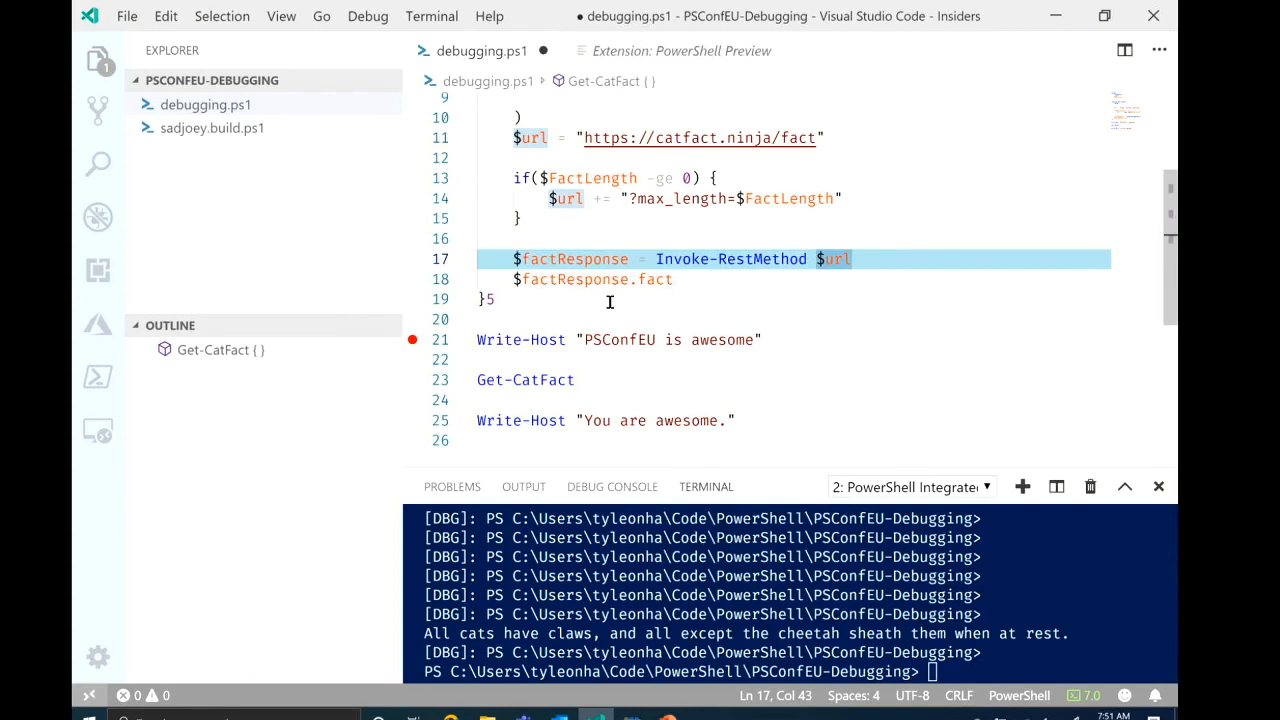 File Edit Selection View Go Debug Terminal Help ● debugging.ps1 - PSConfEU-Debugging - Visual Studio Code - Insiders
EXPLORER
PSCONFEU-DEBUGGING
debugging.ps1
sadjoey.build.ps1
OUTLINE
Get-CatFact { }
1
debugging.ps1 ● Extension: PowerShell Preview
debugging.ps1 › Get-CatFact { }
9
0 )
11 $url = "https://catfact.ninja/fact"
12
13 if($FactLength -ge 0) {
14 $url += "?max_length=$FactLength"
15 }
16
17 $factResponse = Invoke-RestMethod $url
18 $factResponse.fact
19 }5
20
21 Write-Host "PSConfEU is awesome"
22
23 Get-CatFact
24
25 Write-Host "You are awesome."
26
PROBLEMS OUTPUT DEBUG CONSOLE TERMINAL 2: PowerShell Integrate
[DBG]: PS C:\Users\tyleonha\Code\PowerShell\PSConfEU-Debugging>
[DBG]: PS C:\Users\tyleonha\Code\PowerShell\PSConfEU-Debugging>
[DBG]: PS C:\Users\tyleonha\Code\PowerShell\PSConfEU-Debugging>
[DBG]: PS C:\Users\tyleonha\Code\PowerShell\PSConfEU-Debugging>
[DBG]: PS C:\Users\tyleonha\Code\PowerShell\PSConfEU-Debugging>
[DBG]: PS C:\Users\tyleonha\Code\PowerShell\PSConfEU-Debugging>
All cats have claws, and all except the cheetah sheath them when at rest.
[DBG]: PS C:\Users\tyleonha\Code\PowerShell\PSConfEU-Debugging>
PS C:\Users\tyleonha\Code\PowerShell\PSConfEU-Debugging>
0 0 Ln 17, Col 43 Spaces: 4 UTF-8 CRLF PowerShell 7.0
7:51 AM